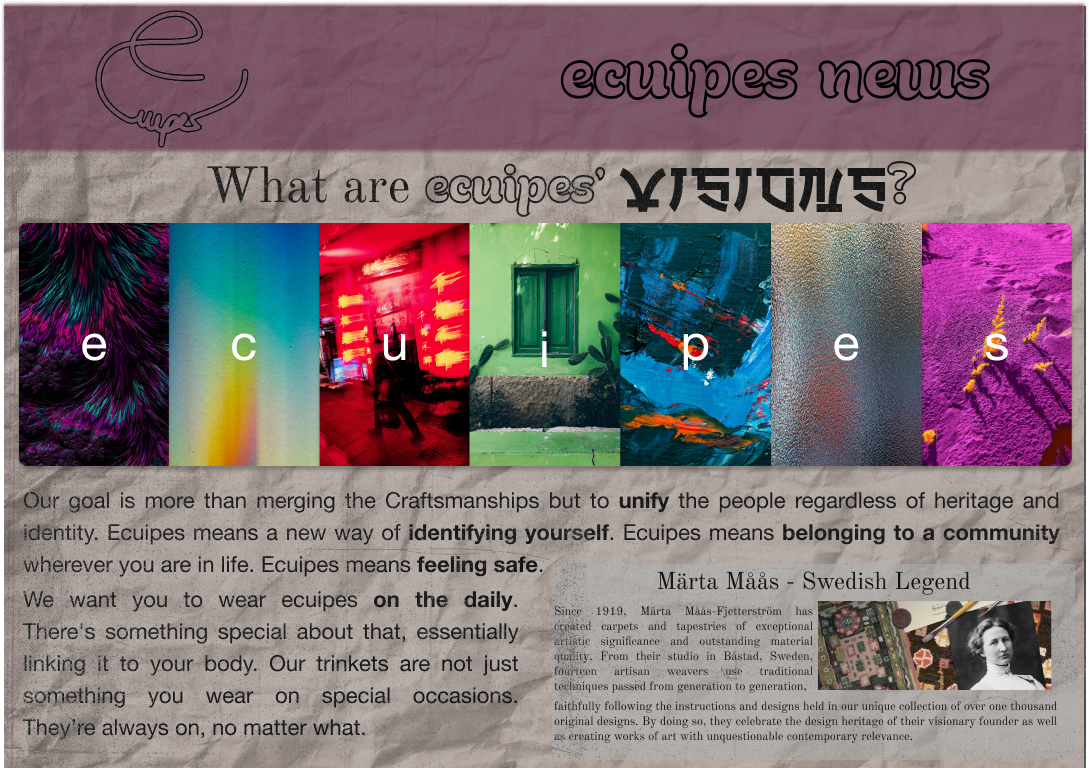 Ecuipes
ecuipes news
What are ecuipes' VISIONS?
e c u i p e s
Our goal is more than merging the Craftsmanships but to unify the people regardless of heritage and
identity. Ecuipes means a new way of identifying yourself. Ecuipes means belonging to a community
wherever you are in life. Ecuipes means feeling safe.
We want you to wear ecuipes on the daily.
There's something special about that, essentially
linking it to your body. Our trinkets are not just
something you wear on special occasions.
They're always on, no matter what.
Märta Måås - Swedish Legend
Since 1919, Märta Måås-Fjetterström has
created carpets and tapestries of exceptional
artistic significance and outstanding material
quality. From their studio in Båstad, Sweden,
fourteen artisan weavers use traditional
techniques passed from generation to generation,
faithfully following the instructions and designs held in our unique collection of over one thousand
original designs. By doing so, they celebrate the design heritage of their visionary founder as well
as creating works of art with unquestionable contemporary relevance.